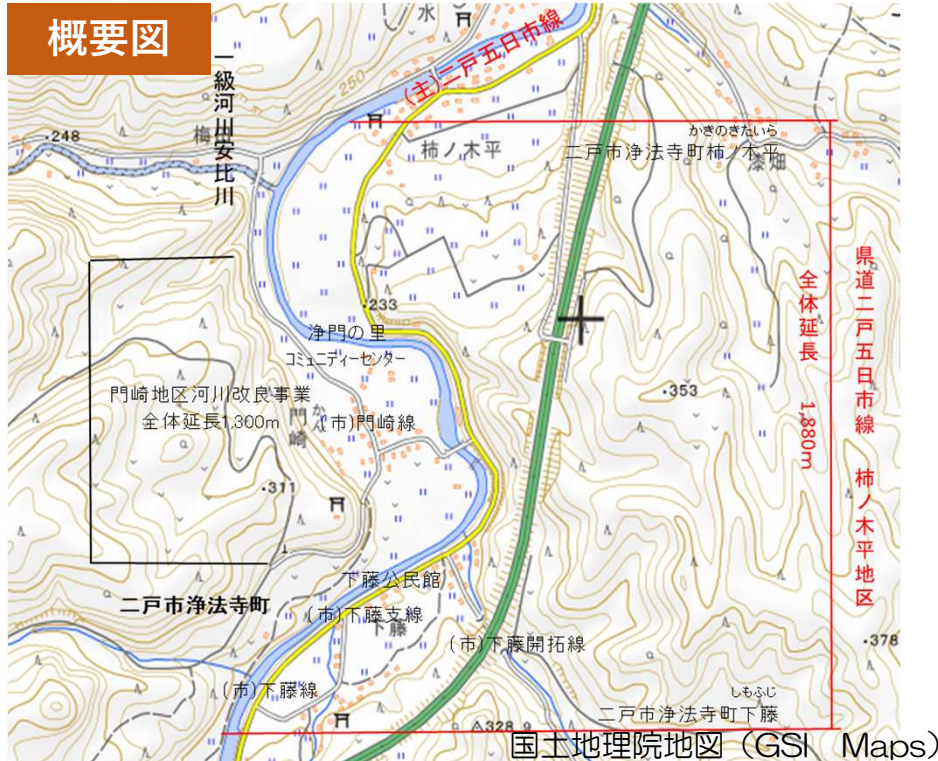 概要図
一級河川安比川
(主)二戸五日市線
水
250
・248
柿ノ木平
かきのきたいら
二戸市浄法寺町柿ノ木平
漆畑
県道二戸五日市線　柿ノ木平地区
全体延長　1,880m
・233
浄門の里
コミュニティーセンター
門崎地区河川改良事業
全体延長1,300m
門崎
(市)門崎線
・353
・311
下藤公民館
二戸市浄法寺町
(市)下藤支線
下藤
(市)下藤開拓線
・378
(市)下藤線
しもふじ
二戸市浄法寺町下藤
△328.9
国土地理院地図（GSI　Maps）